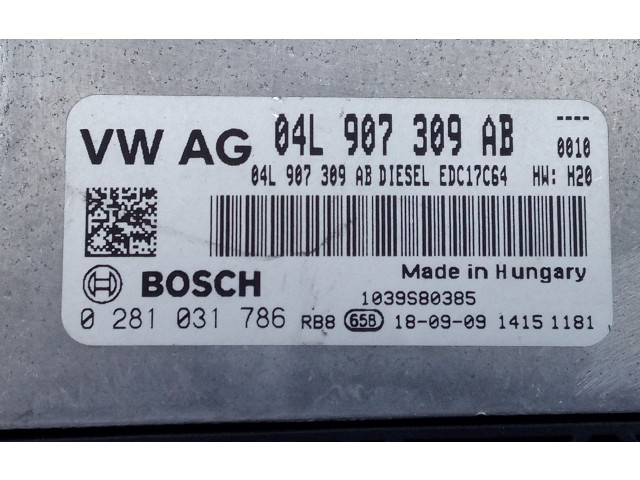 VW AG 04L 907 309 AB ----
0010
04L 907 309 AB DIESEL EDC17C64 HW: H20
Made in Hungary
BOSCH 1039S80385
0 281 031 786 RB8 65B 18-09-09 1415 1181